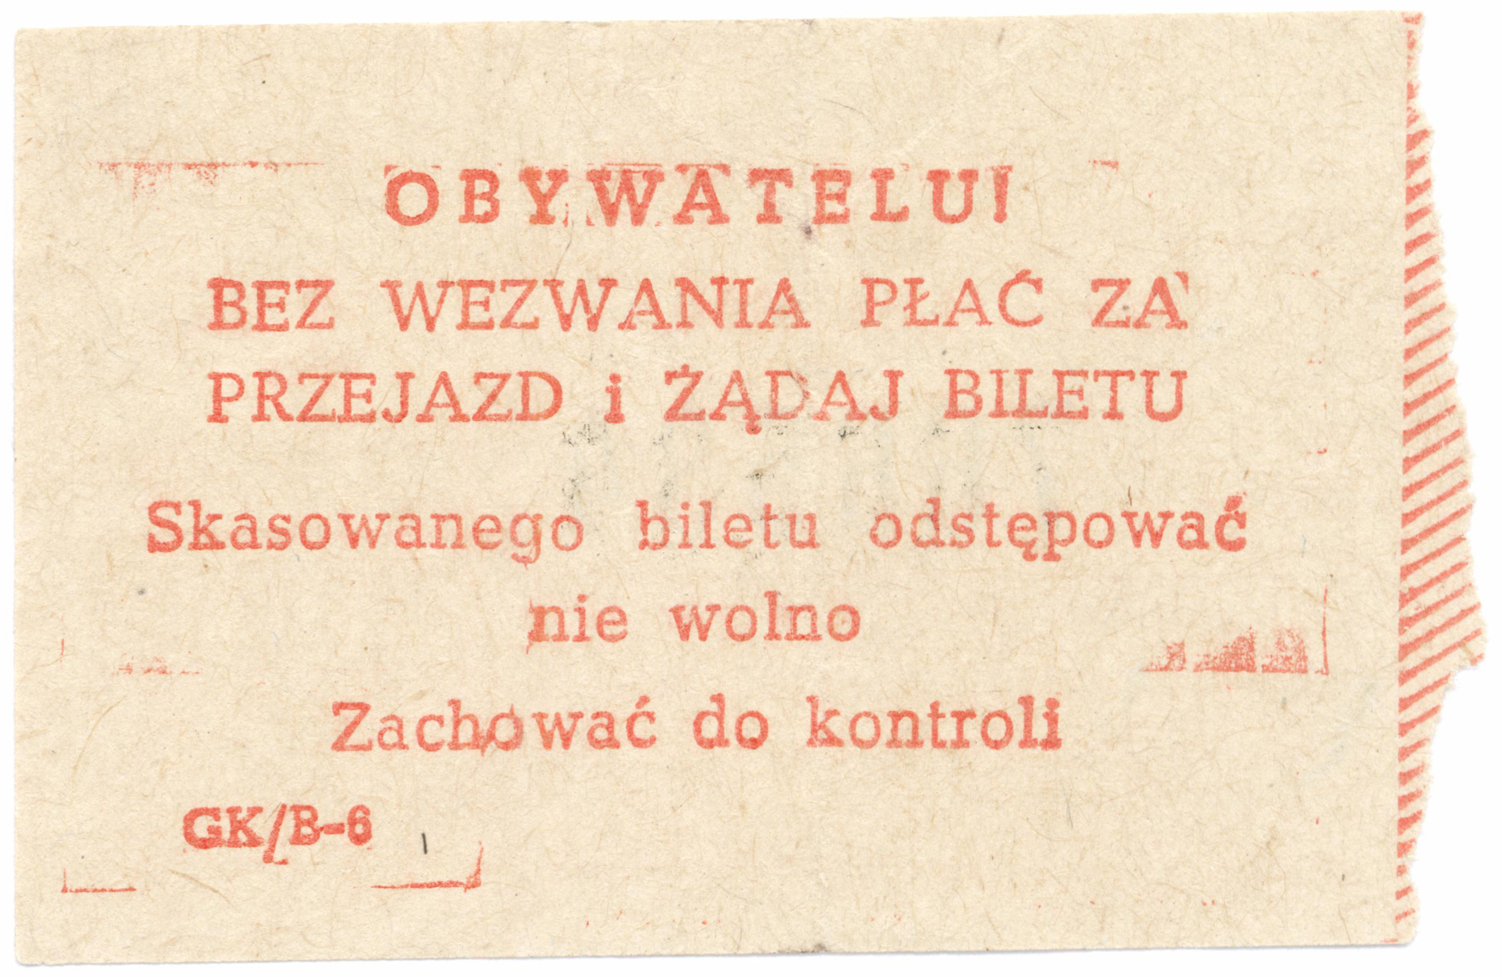 OBYWATELU!
BEZ WEZWANIA PŁAĆ ZA
PRZEJAZD i ŻĄDAJ BILETU
Skasowanego biletu odstępować
nie wolno
Zachować do kontroli
GK/B-6